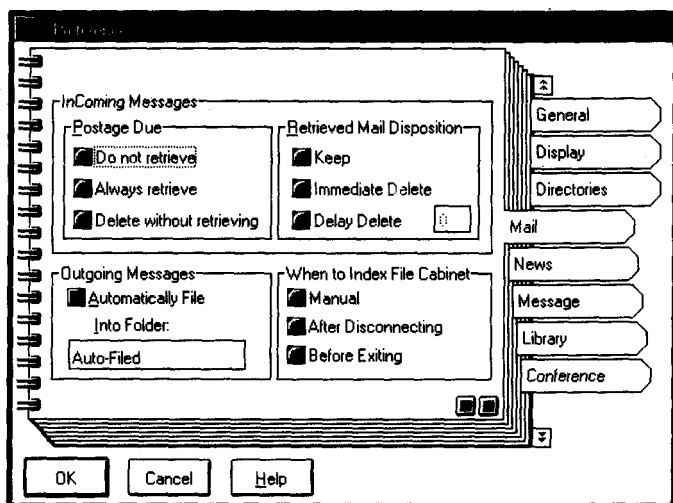 Preferences
InComing Messages
Postage Due
Do not retrieve
Always retrieve
Delete without retrieving
Retrieved Mail Disposition
Keep
Immediate Delete
Delay Delete 0
Outgoing Messages
Automatically File
Into Folder:
Auto-Filed
When to Index File Cabinet
Manual
After Disconnecting
Before Exiting
General
Display
Directories
Mail
News
Message
Library
Conference
OK
Cancel
Help